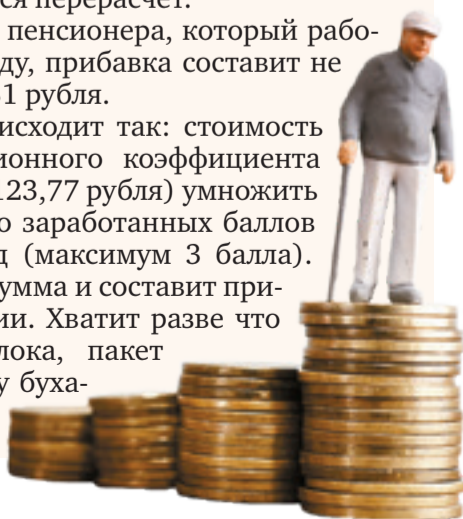 ся перерасчет.
пенсионера, который рабо-
ду, прибавка составит не
1 рубля.
исходит так: стоимость
ионного коэффициента
123,77 рубля) умножить
о заработанных баллов
д (максимум 3 балла).
умма и составит при-
ии. Хватит разве что
лока, пакет
у буха-